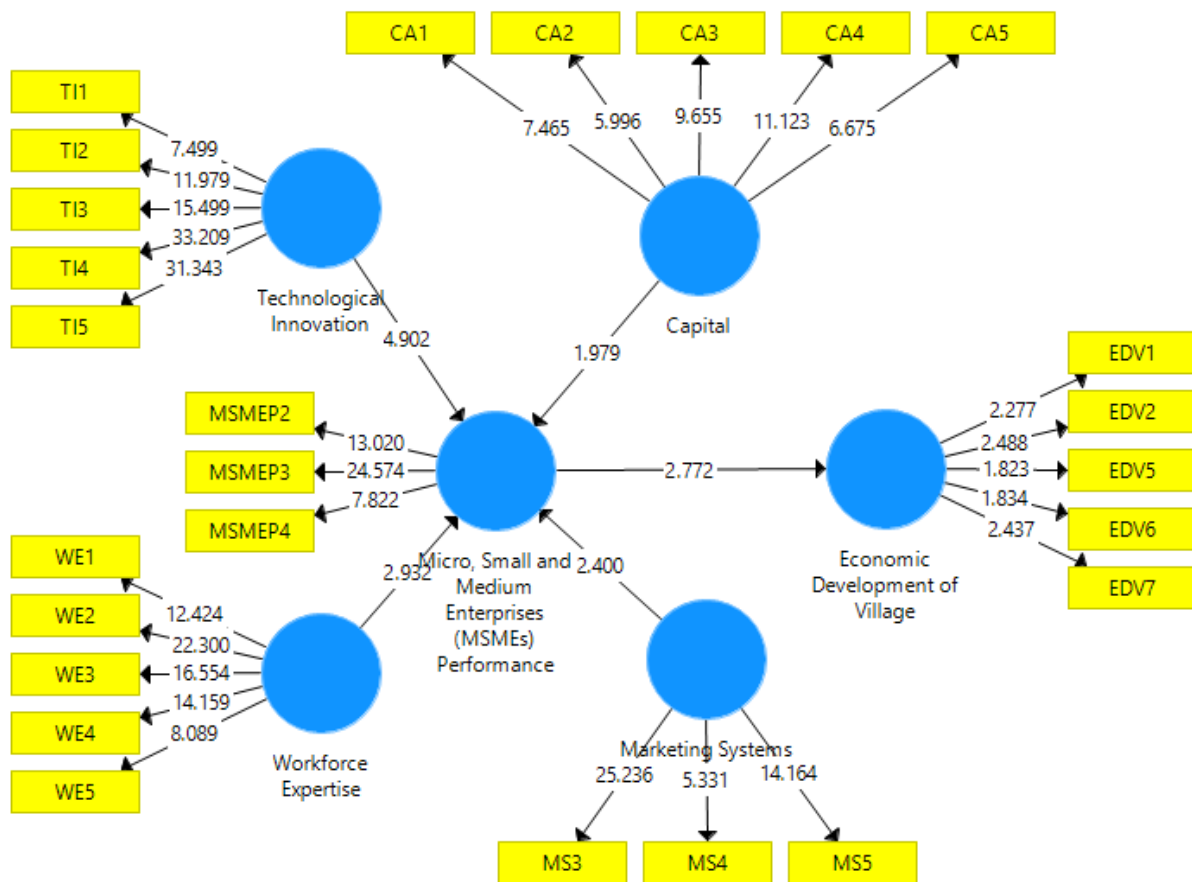 CA1
CA2
CA3
CA4
CA5
7.465
5.996
9.655
11.123
6.675
TI1
TI2
TI3
TI4
TI5
7.499
11.979
15.499
33.209
31.343
Technological
Innovation
Capital
4.902
1.979
MSMEP2
MSMEP3
MSMEP4
13.020
24.574
7.822
2.772
EDV1
EDV2
EDV5
EDV6
EDV7
2.277
2.488
1.823
1.834
2.437
Economic
Development of
Village
Micro, Small and
Medium
Enterprises
(MSMEs)
Performance
2.932
2.400
WE1
WE2
WE3
WE4
WE5
12.424
22.300
16.554
14.159
8.089
Workforce
Expertise
Marketing Systems
25.236
5.331
14.164
MS3
MS4
MS5